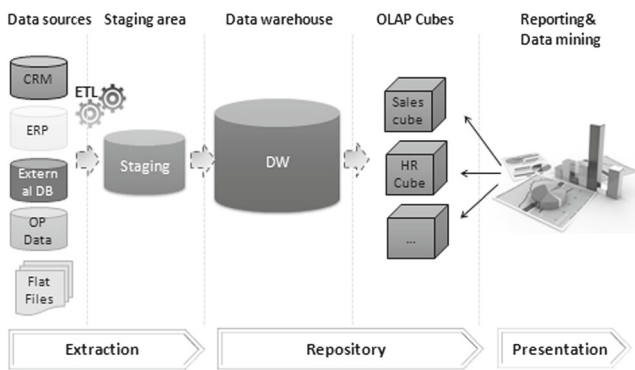 Data sources
Staging area
Data warehouse
OLAP Cubes
Reporting&
Data mining
CRM
ERP
Extern
al DB
OP
Data
Flat
Files
ETL
Staging
DW
Sales
cube
HR
Cube
...
Extraction
Repository
Presentation